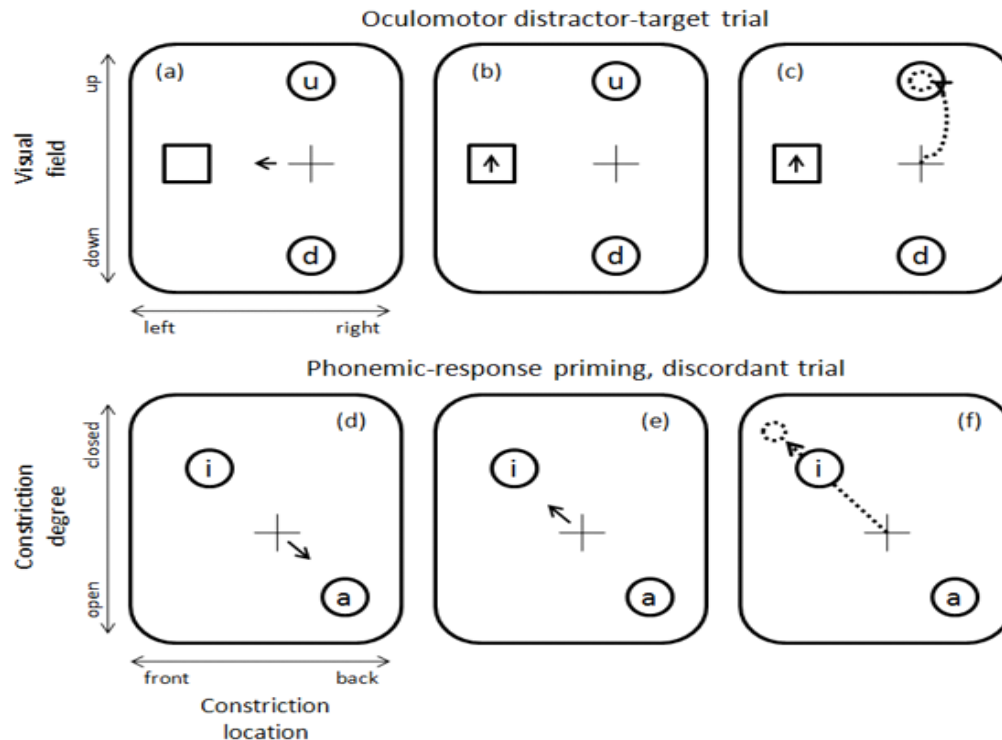 Oculomotor distractor-target trial
(a)
u
d
(b)
u
d
(c)
d
up
Visual
field
down
left right
Phonemic-response priming, discordant trial
(d)
i
a
(e)
i
a
(f)
i
a
closed
Constriction
degree
open
front back
Constriction
location